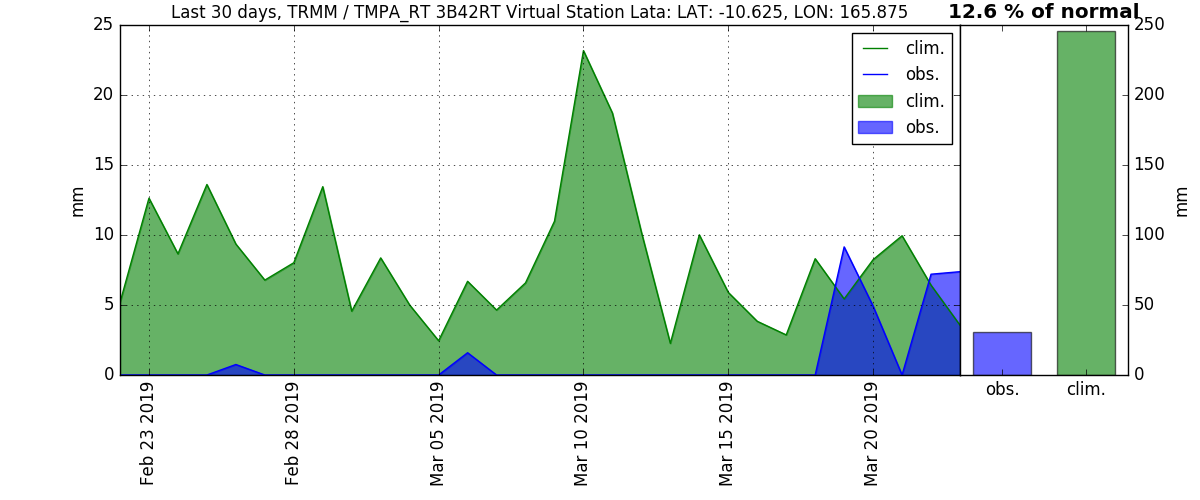 Last 30 days, TRMM / TMPA_RT 3B42RT Virtual Station Lata: LAT: -10.625, LON: 165.875
12.6 % of normal
25
20
15
10
5
0
mm
clim.
obs.
clim.
obs.
250
200
150
100
50
0
mm
obs.
clim.
Feb 23 2019
Feb 28 2019
Mar 05 2019
Mar 10 2019
Mar 15 2019
Mar 20 2019